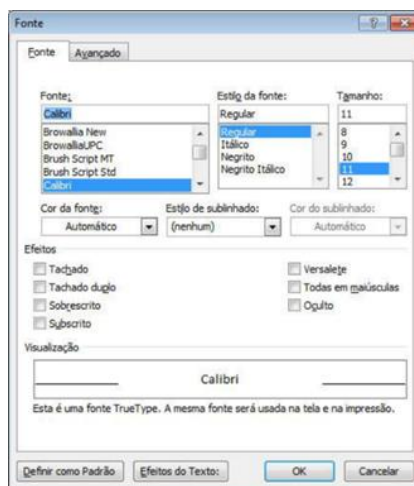 Fonte
Fonte Avançado
Fonte: Estilo da fonte: Tamanho:
Calibri Regular 11
Browallia New Regular 8
BrowalliaUPC Itálico 9
Brush Script MT Negrito 10
Brush Script Std Negrito Itálico 11
Calibri 12
Cor da fonte: Estilo de sublinhado: Cor do sublinhado:
Automático (nenhum) Automático
Efeitos
Tachado Versalete
Tachado duplo Todas em maiúsculas
Sobrescrito Oculto
Subscrito
Visualização
Calibri
Esta é uma fonte TrueType. A mesma fonte será usada na tela e na impressão.
Definir como Padrão Efeitos do Texto: OK Cancelar